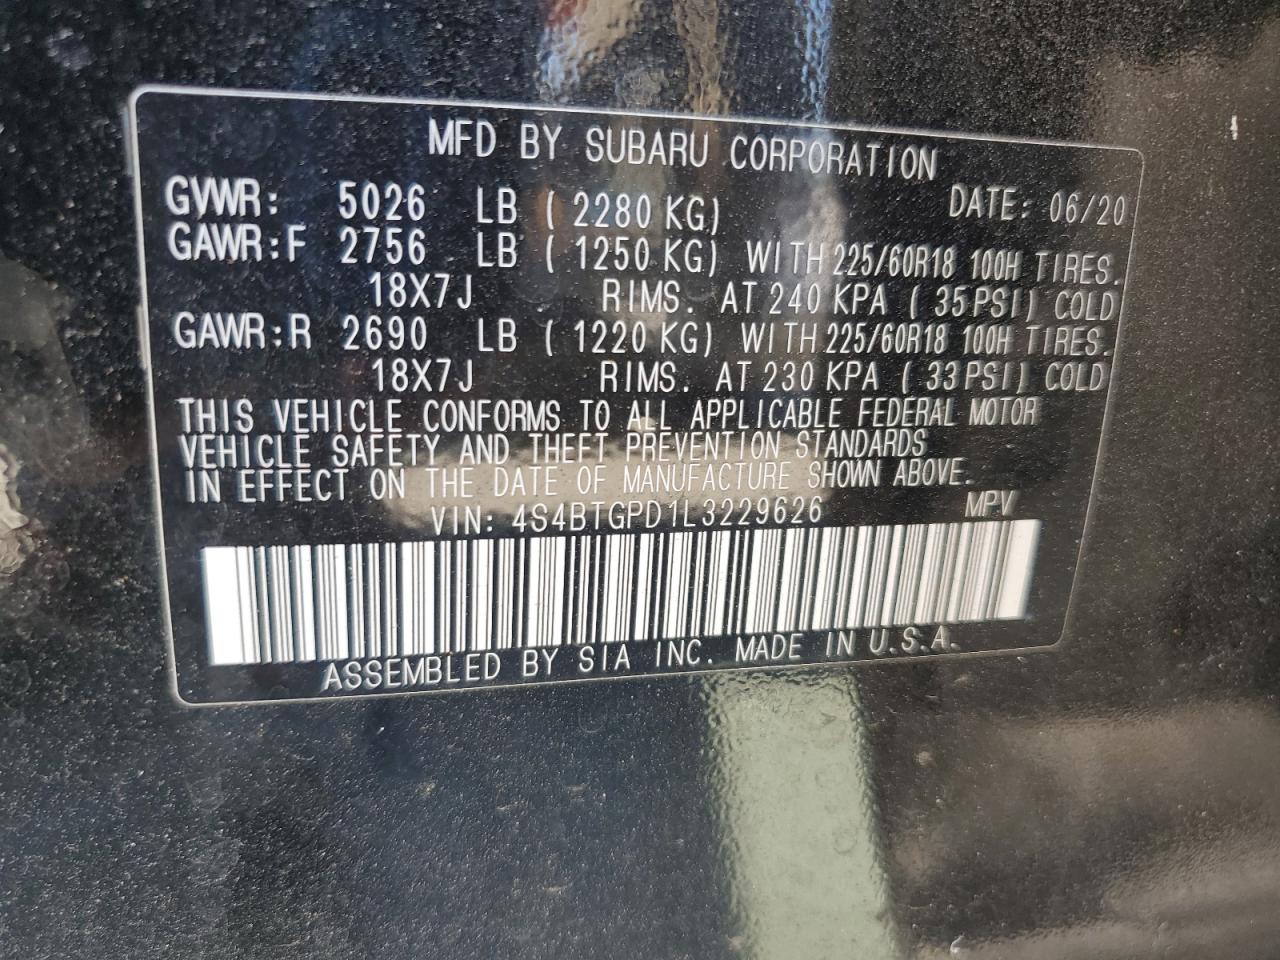 MFD BY SUBARU CORPORATION
DATE: 06/20
GVWR: 5026 LB ( 2280 KG)
GAWR:F 2756 LB ( 1250 KG) WITH 225/60R18 100H TIRES.
18X7J RIMS. AT 240 KPA ( 35 PSI) COLD
GAWR:R 2690 LB ( 1220 KG) WITH 225/60R18 100H TIRES.
18X7J RIMS. AT 230 KPA ( 33 PSI) COLD
THIS VEHICLE CONFORMS TO ALL APPLICABLE FEDERAL MOTOR
VEHICLE SAFETY AND THEFT PREVENTION STANDARDS
IN EFFECT ON THE DATE OF MANUFACTURE SHOWN ABOVE.
VIN: 4S4BTGPD1L3229626 MPV
ASSEMBLED BY SIA INC. MADE IN U.S.A.